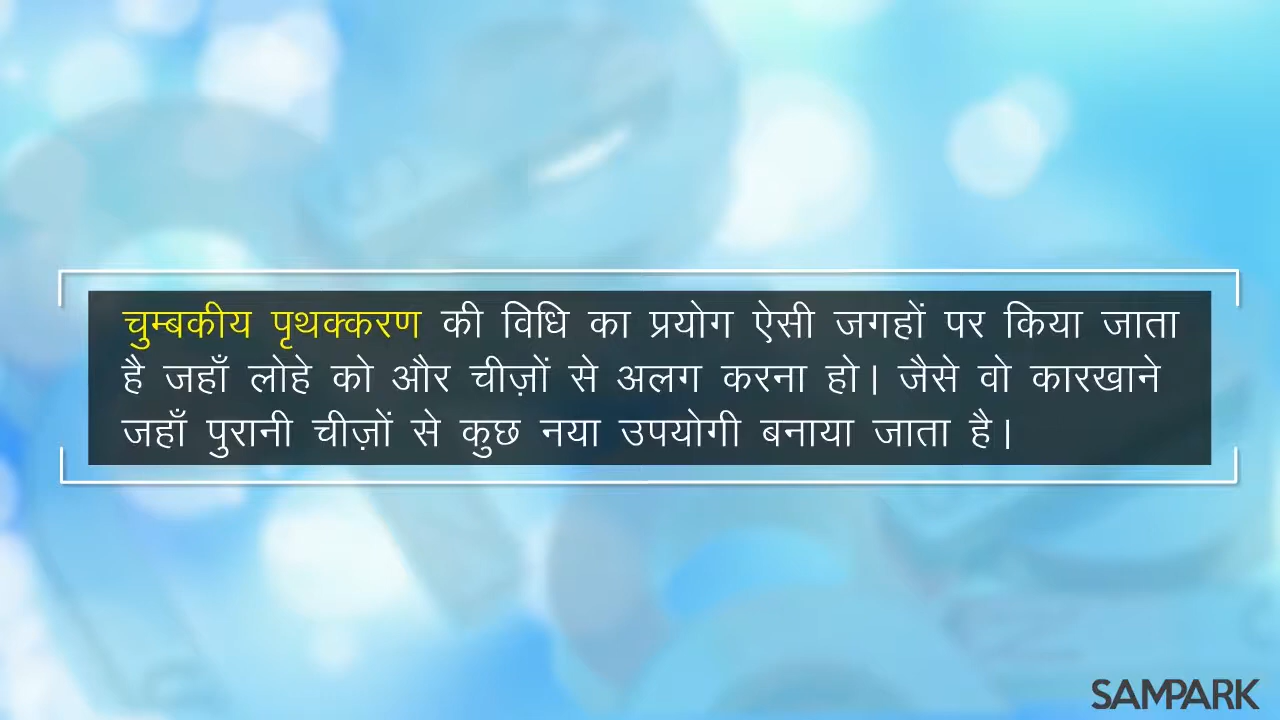 चुम्बकीय पृथक्करण की विधि का प्रयोग ऐसी जगहों पर किया जाता
है जहाँ लोहे को और चीज़ों से अलग करना हो। जैसे वो कारखाने
जहाँ पुरानी चीज़ों से कुछ नया उपयोगी बनाया जाता है।
SAMPARK